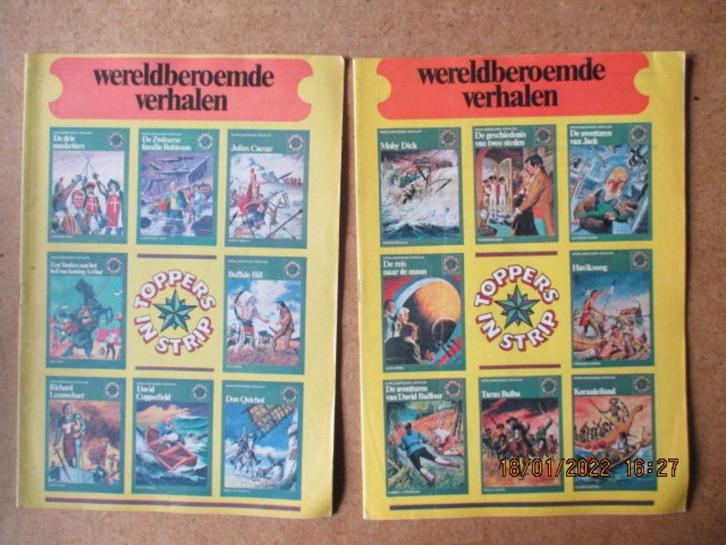 wereldberoemde
verhalen
De drie
musketiers
De Zwitserse
familie Robinson
Julius Caesar
Een Yankee aan het
hof van koning Arthur
TOPPERS
IN STRIP
Buffalo Bill
Richard
Leeuwehart
David
Copperfield
Don Quichot
wereldberoemde
verhalen
Moby Dick
De geschiedenis
van twee steden
De avonturen
van Jack
De reis
naar de maan
TOPPERS
IN STRIP
Haviksoog
De avonturen
van David Balfour
Taras Bulba
Koraaleiland
18/01/2022 16:27